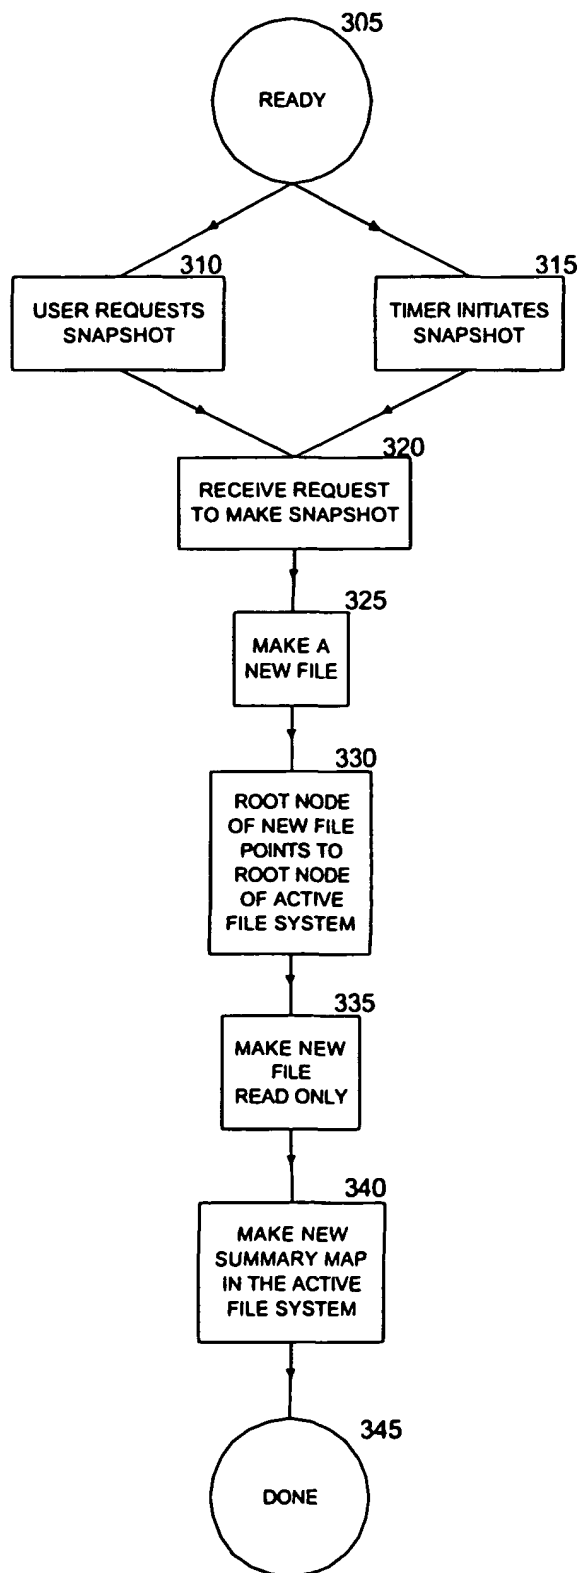 305
READY
310
USER REQUESTS
SNAPSHOT
315
TIMER INITIATES
SNAPSHOT
320
RECEIVE REQUEST
TO MAKE SNAPSHOT
325
MAKE A
NEW FILE
330
ROOT NODE
OF NEW FILE
POINTS TO
ROOT NODE
OF ACTIVE
FILE SYSTEM
335
MAKE NEW
FILE
READ ONLY
340
MAKE NEW
SUMMARY MAP
IN THE ACTIVE
FILE SYSTEM
345
DONE